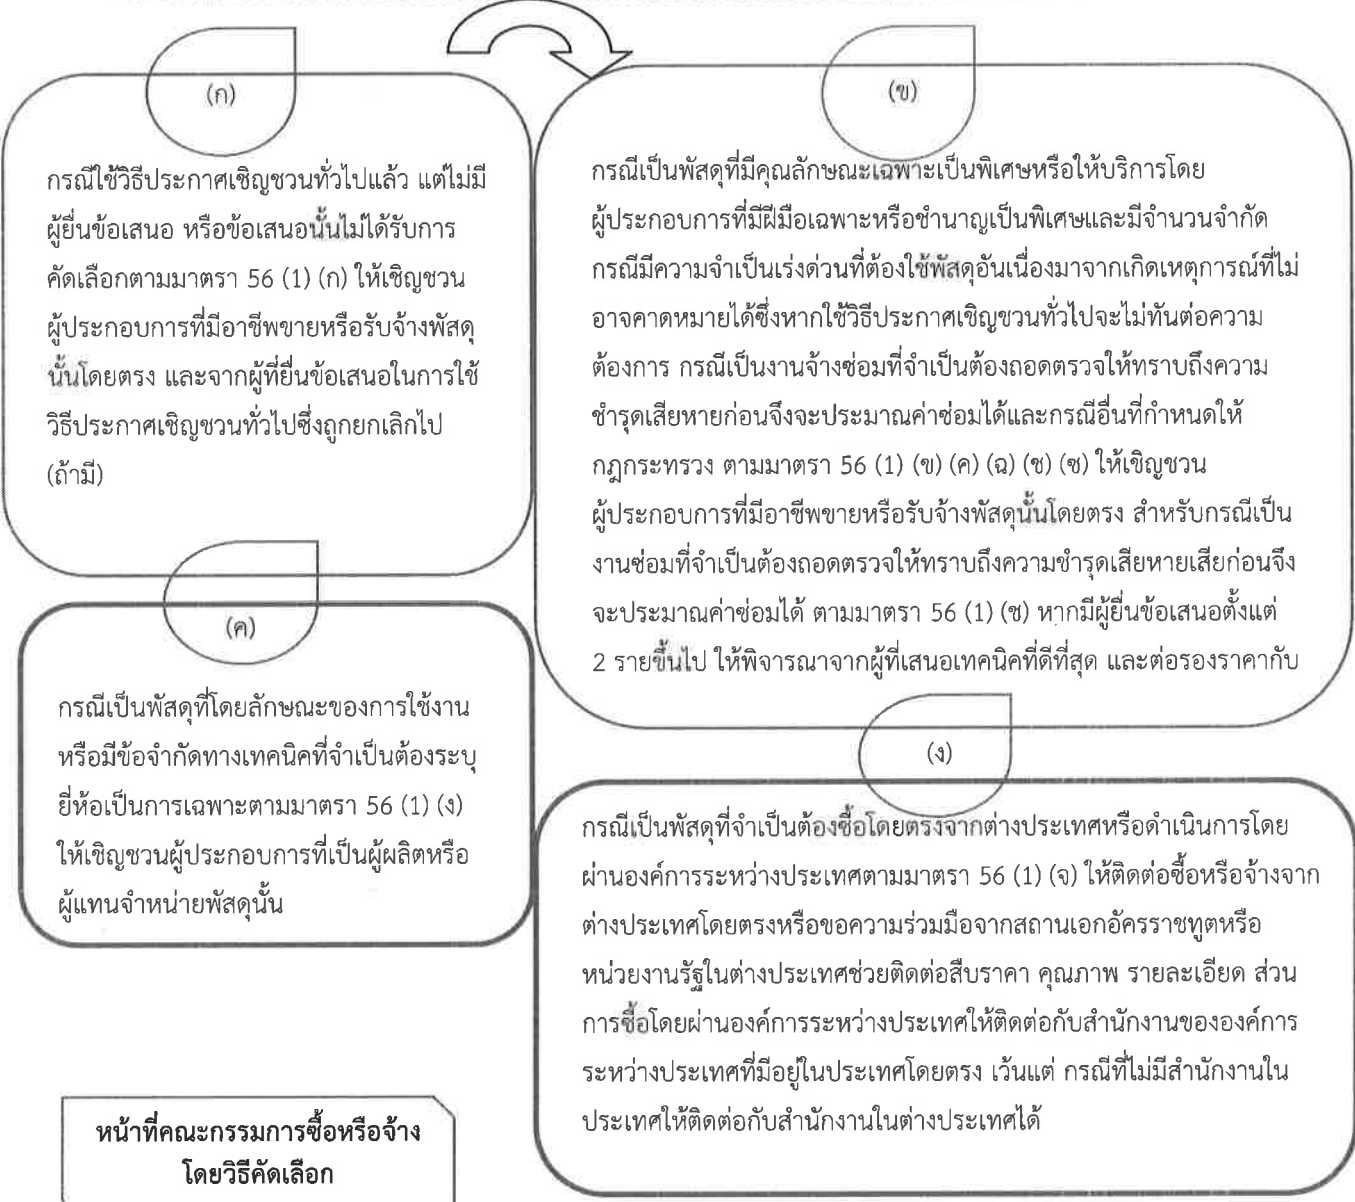 (ก)
กรณีใช้วิธีประกาศเชิญชวนทั่วไปแล้ว แต่ไม่มี
ผู้ยื่นข้อเสนอ หรือข้อเสนอนั้นไม่ได้รับการ
คัดเลือกตามมาตรา 56 (1) (ก) ให้เชิญชวน
ผู้ประกอบการที่มีอาชีพขายหรือรับจ้างพัสดุ
นั้นโดยตรง และจากผู้ที่ยื่นข้อเสนอในการใช้
วิธีประกาศเชิญชวนทั่วไปซึ่งถูกยกเลิกไป
(ถ้ามี)
(ข)
กรณีเป็นพัสดุที่มีคุณลักษณะเฉพาะเป็นพิเศษหรือให้บริการโดย
ผู้ประกอบการที่มีฝีมือเฉพาะหรือชำนาญเป็นพิเศษและมีจำนวนจำกัด
กรณีมีความจำเป็นเร่งด่วนที่ต้องใช้พัสดุอันเนื่องมาจากเกิดเหตุการณ์ที่ไม่
อาจคาดหมายได้ซึ่งหากใช้วิธีประกาศเชิญชวนทั่วไปจะไม่ทันต่อความ
ต้องการ กรณีเป็นงานจ้างซ่อมที่จำเป็นต้องถอดตรวจให้ทราบถึงความ
ชำรุดเสียหายก่อนจึงจะประมาณค่าซ่อมได้และกรณีอื่นที่กำหนดให้
กฎกระทรวง ตามมาตรา 56 (1) (ข) (ค) (ฉ) (ช) (ซ) ให้เชิญชวน
ผู้ประกอบการที่มีอาชีพขายหรือรับจ้างพัสดุนั้นโดยตรง สำหรับกรณีเป็น
งานซ่อมที่จำเป็นต้องถอดตรวจให้ทราบถึงความชำรุดเสียหายเสียก่อนจึง
จะประมาณค่าซ่อมได้ ตามมาตรา 56 (1) (ช) หากมีผู้ยื่นข้อเสนอตั้งแต่
2 รายขึ้นไป ให้พิจารณาจากผู้ที่เสนอเทคนิคที่ดีที่สุด และต่อรองราคากับ
(ค)
กรณีเป็นพัสดุที่โดยลักษณะของการใช้งาน
หรือมีข้อจำกัดทางเทคนิคที่จำเป็นต้องระบุ
ยี่ห้อเป็นการเฉพาะตามมาตรา 56 (1) (ง)
ให้เชิญชวนผู้ประกอบการที่เป็นผู้ผลิตหรือ
ผู้แทนจำหน่ายพัสดุนั้น
(ง)
กรณีเป็นพัสดุที่จำเป็นต้องซื้อโดยตรงจากต่างประเทศหรือดำเนินการโดย
ผ่านองค์การระหว่างประเทศตามมาตรา 56 (1) (จ) ให้ติดต่อซื้อหรือจ้างจาก
ต่างประเทศโดยตรงหรือขอความร่วมมือจากสถานเอกอัครราชทูตหรือ
หน่วยงานรัฐในต่างประเทศช่วยติดต่อสืบราคา คุณภาพ รายละเอียด ส่วน
การซื้อโดยผ่านองค์การระหว่างประเทศให้ติดต่อกับสำนักงานขององค์การ
ระหว่างประเทศที่มีอยู่ในประเทศโดยตรง เว้นแต่ กรณีที่ไม่มีสำนักงานใน
ประเทศให้ติดต่อกับสำนักงานในต่างประเทศได้
หน้าที่คณะกรรมการซื้อหรือจ้าง
โดยวิธีคัดเลือก